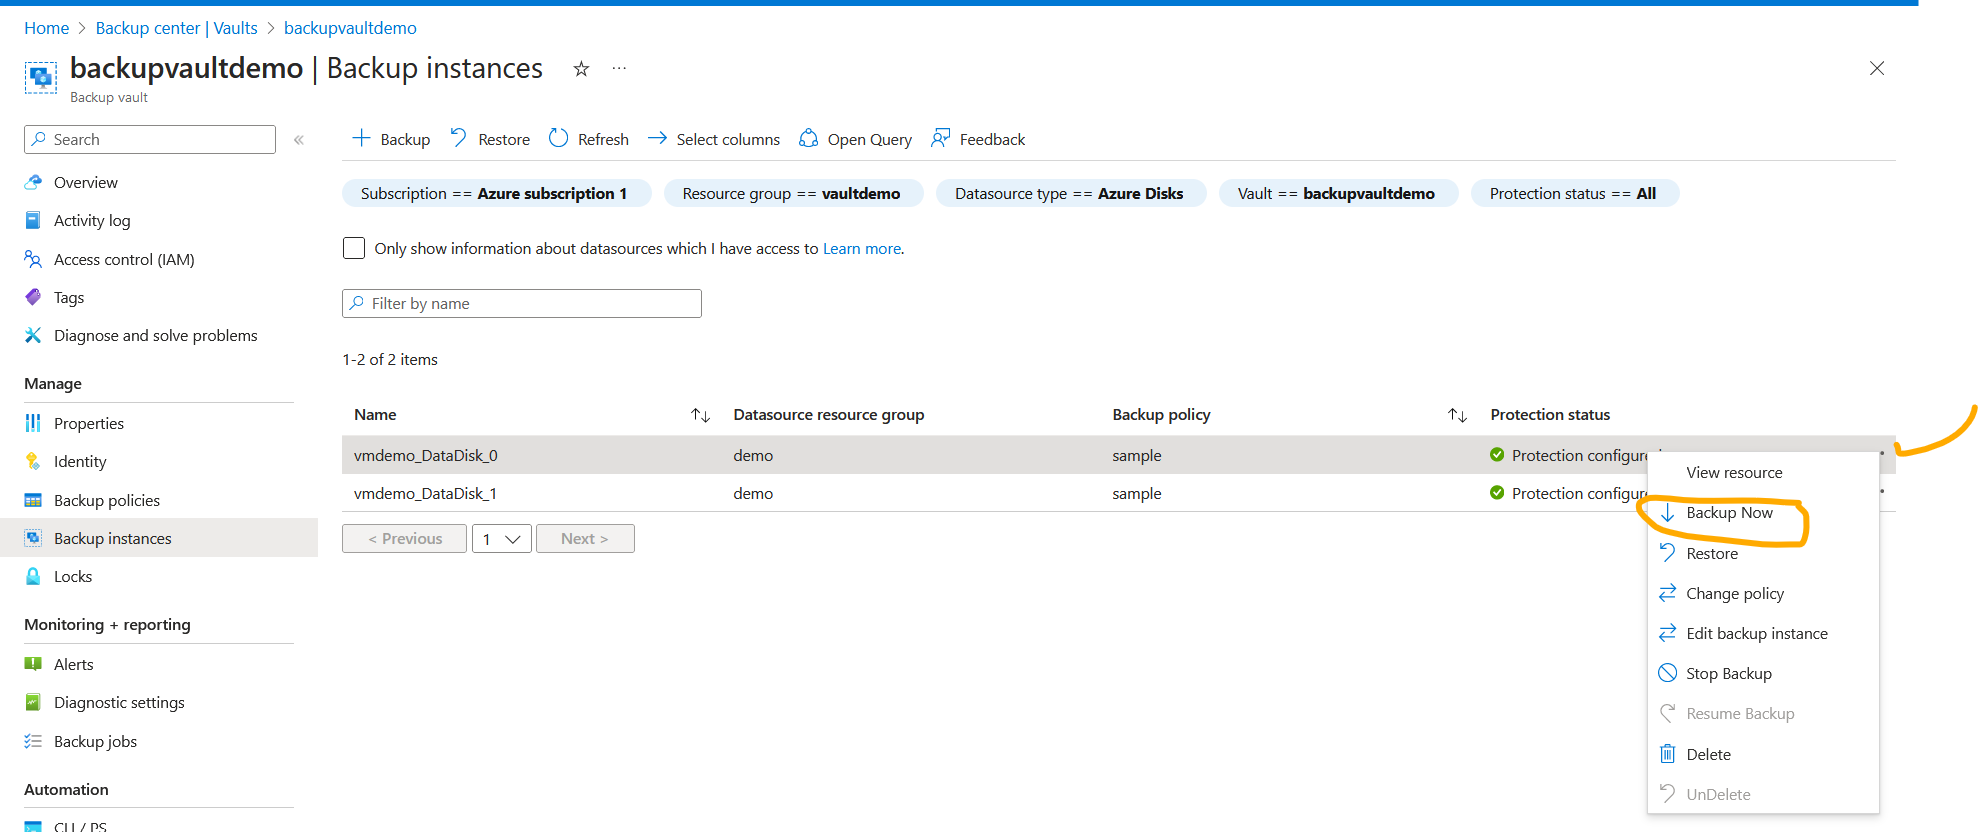 Home > Backup center | Vaults > backupvaultdemo
backupvaultdemo | Backup instances
Backup vault
Search
Overview
Activity log
Access control (IAM)
Tags
Diagnose and solve problems
Manage
Properties
Identity
Backup policies
Backup instances
Locks
Monitoring + reporting
Alerts
Diagnostic settings
Backup jobs
Automation
CLI / PS
Backup Restore Refresh Select columns Open Query Feedback
Subscription == Azure subscription 1 Resource group == vaultdemo Datasource type == Azure Disks Vault == backupvaultdemo Protection status == All
Only show information about datasources which I have access to Learn more.
Filter by name
1-2 of 2 items
Name Datasource resource group Backup policy Protection status
vmdemo_DataDisk_0 demo sample Protection configure
vmdemo_DataDisk_1 demo sample Protection configur
< Previous 1 Next >
View resource
Backup Now
Restore
Change policy
Edit backup instance
Stop Backup
Resume Backup
Delete
UnDelete